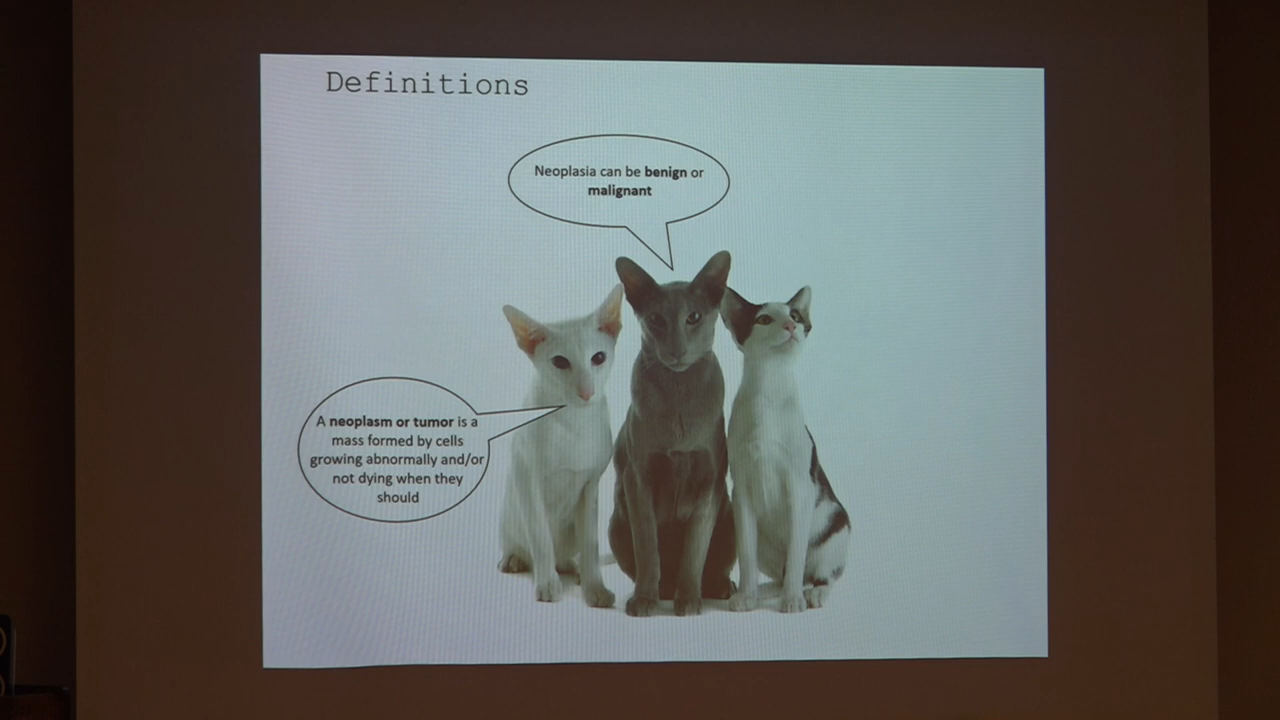 Definitions
Neoplasia can be benign or
malignant
A neoplasm or tumor is a
mass formed by cells
growing abnormally and/or
not dying when they
should